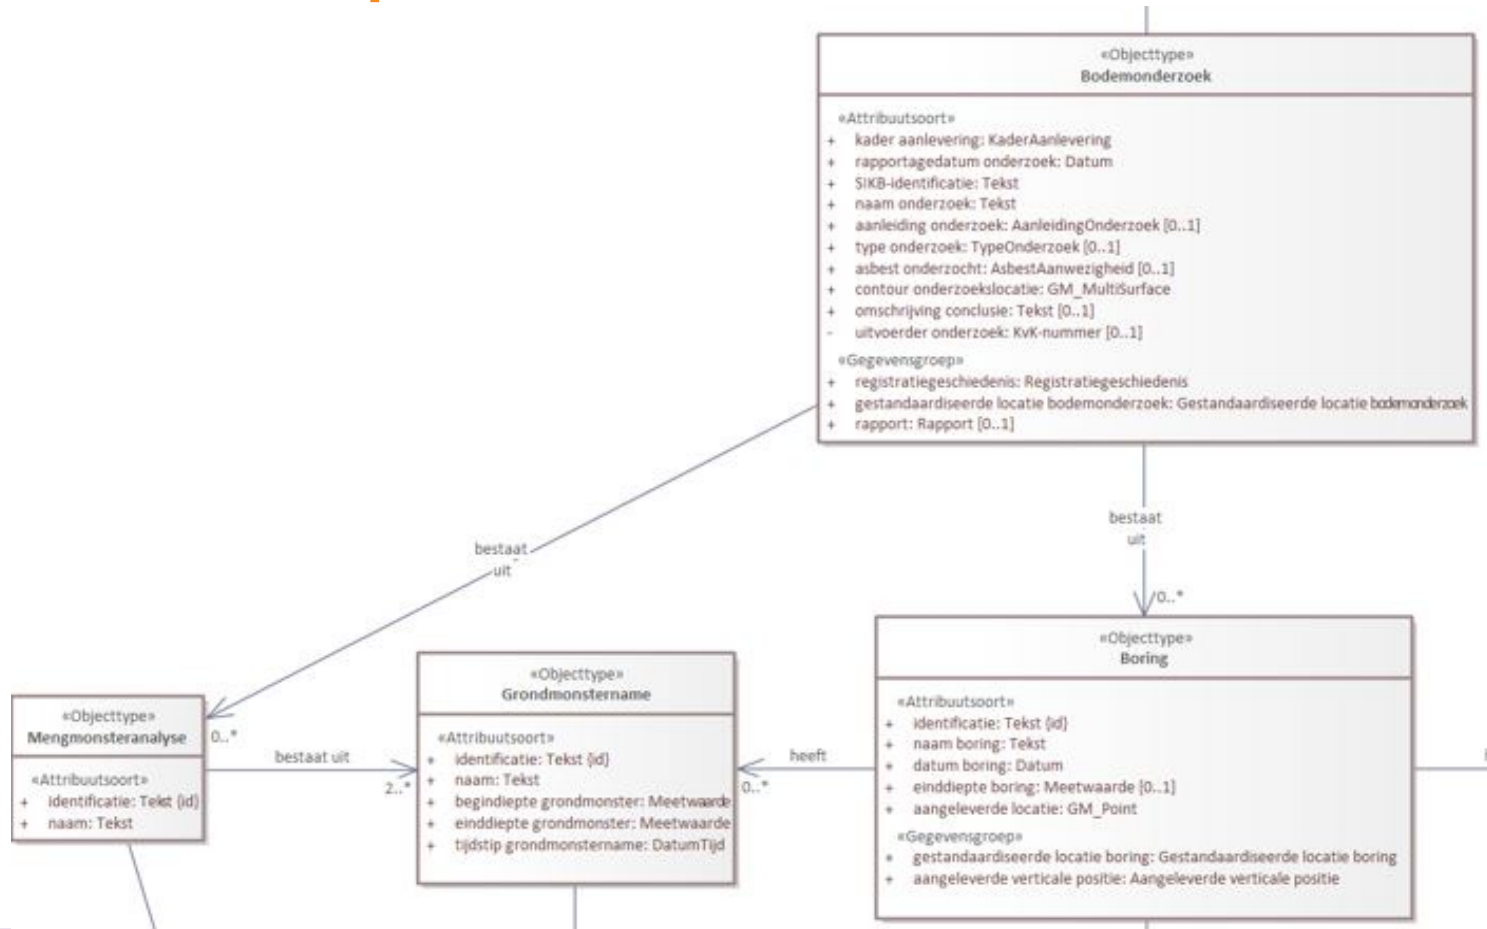 «Objecttype»
Bodemonderzoek
«Attribuutsoort»
+ kader aanlevering: KaderAanlevering
+ rapportagedatum onderzoek: Datum
+ SIKB-identificatie: Tekst
+ naam onderzoek: Tekst
+ aanleiding onderzoek: AanleidingOnderzoek [0..1]
+ type onderzoek: TypeOnderzoek [0..1]
+ asbest onderzocht: AsbestAanwezigheid [0..1]
+ contour onderzoekslocatie: GM_MultiSurface
+ omschrijving conclusie: Tekst [0..1]
- uitvoerder onderzoek: KvK-nummer [0..1]
«Gegevensgroep»
+ registratiegeschiedenis: Registratiegeschiedenis
+ gestandaardiseerde locatie bodemonderzoek: Gestandaardiseerde locatie bodemonderzoek
+ rapport: Rapport [0..1]
bestaat
uit
bestaat
uit
0..*
«Objecttype»
Mengmonsteranalyse
«Attribuutsoort»
+ identificatie: Tekst {id}
+ naam: Tekst
0..*
bestaat uit
2..*
«Objecttype»
Grondmonstername
«Attribuutsoort»
+ identificatie: Tekst {id}
+ naam: Tekst
+ begindiepte grondmonster: Meetwaarde
+ einddiepte grondmonster: Meetwaarde
+ tijdstip grondmonstername: DatumTijd
heeft
0..*
«Objecttype»
Boring
«Attribuutsoort»
+ identificatie: Tekst {id}
+ naam boring: Tekst
+ datum boring: Datum
+ einddiepte boring: Meetwaarde [0..1]
+ aangeleverde locatie: GM_Point
«Gegevensgroep»
+ gestandaardiseerde locatie boring: Gestandaardiseerde locatie boring
+ aangeleverde verticale positie: Aangeleverde verticale positie